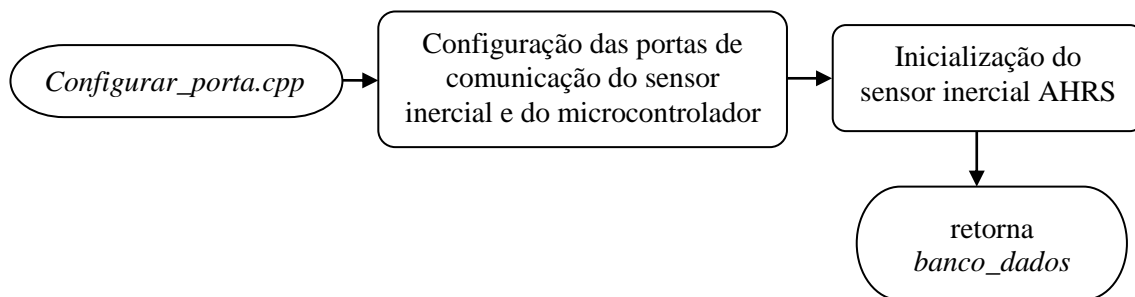 Configurar_porta.cpp
Configuração das portas de
comunicação do sensor
inercial e do microcontrolador
Inicialização do
sensor inercial AHRS
retorna
banco_dados